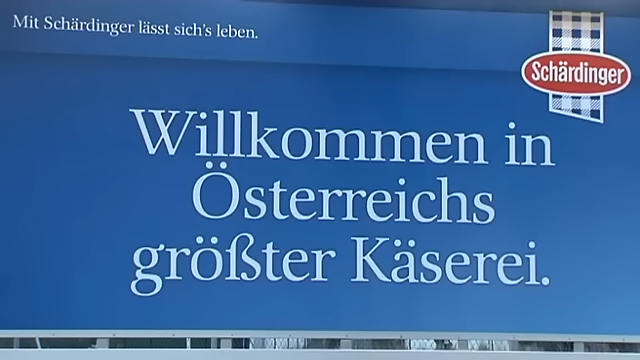 Mit Schärdinger lässt sich's leben.
Schärdinger
Willkommen in
Österreichs
größter Käserei.